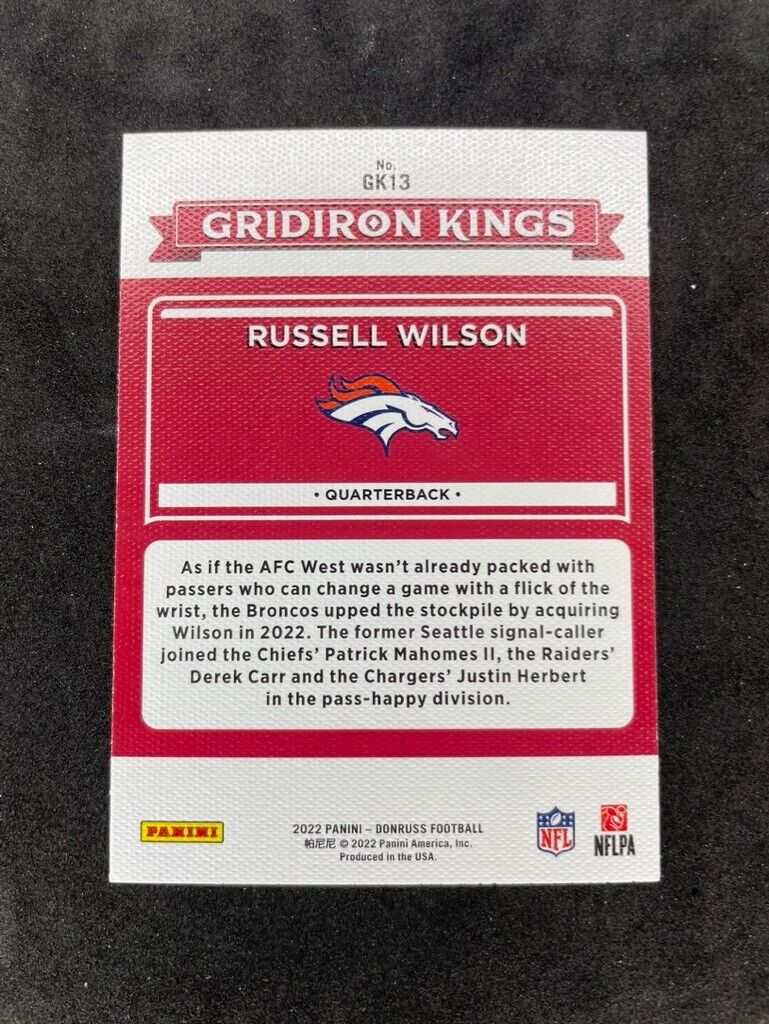 No.
GK13
GRIDIRON KINGS
RUSSELL WILSON
• QUARTERBACK •
As if the AFC West wasn't already packed with
passers who can change a game with a flick of the
wrist, the Broncos upped the stockpile by acquiring
Wilson in 2022. The former Seattle signal-caller
joined the Chiefs' Patrick Mahomes II, the Raiders'
Derek Carr and the Chargers' Justin Herbert
in the pass-happy division.
PANINI
2022 PANINI – DONRUSS FOOTBALL
帕尼尼 © 2022 Panini America, Inc.
Produced in the USA.
NFL
NFLPA